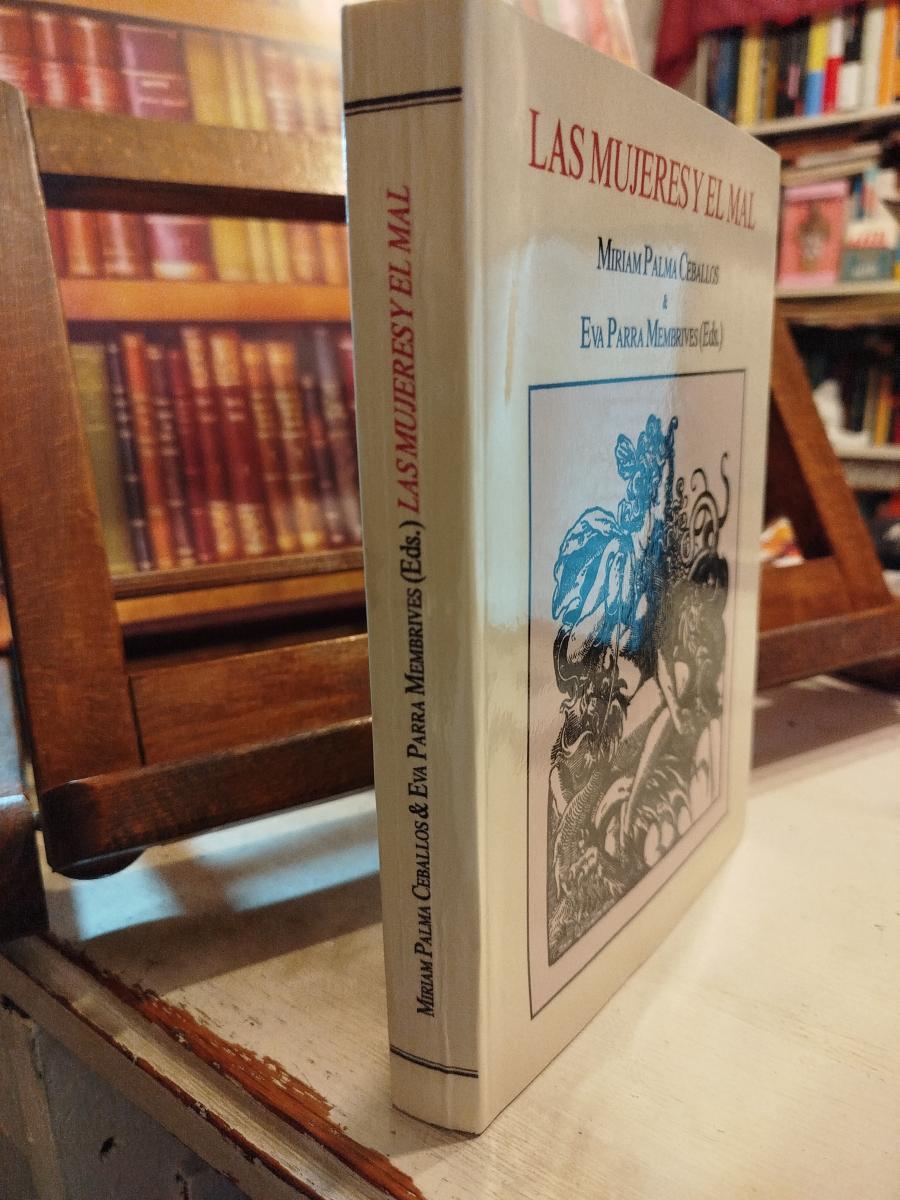 MIRIAM PALMA CEBALLOS & EVA PARRA MEMBRIVES (Eds.) LAS MUJERES Y EL MAL
LAS MUJERES Y EL MAL
MIRIAM PALMA CEBALLOS
&
EVA PARRA MEMBRIVES (Eds.)